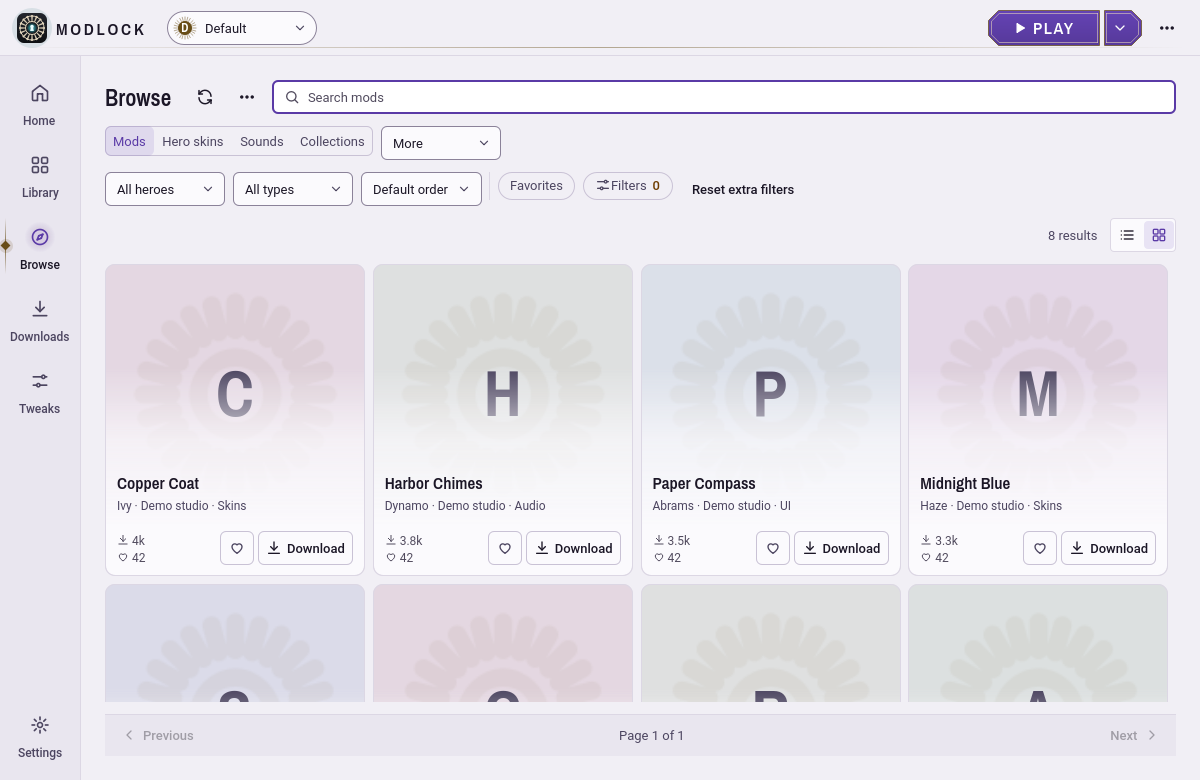 MODLOCK
D Default
PLAY
Home
Library
Browse
Downloads
Tweaks
Settings
Browse
Search mods
Mods Hero skins Sounds Collections More
All heroes All types Default order Favorites Filters 0 Reset extra filters
8 results
C
Copper Coat
Ivy · Demo studio · Skins
4k
42
Download
H
Harbor Chimes
Dynamo · Demo studio · Audio
3.8k
42
Download
P
Paper Compass
Abrams · Demo studio · UI
3.5k
42
Download
M
Midnight Blue
Haze · Demo studio · Skins
3.3k
42
Download
Previous Page 1 of 1 Next